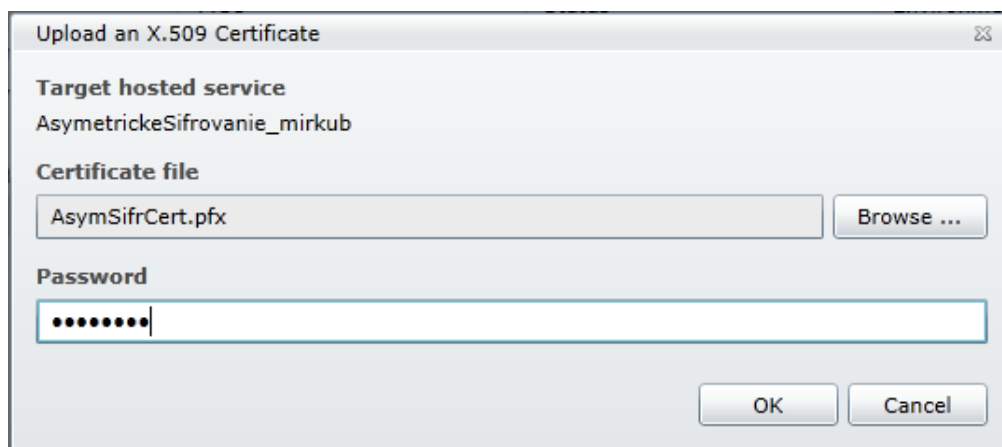 Upload an X.509 Certificate
Target hosted service
AsymetrickeSifrovanie_mirkub
Certificate file
AsymSifrCert.pfx
Browse ...
Password
••••••••
OK
Cancel